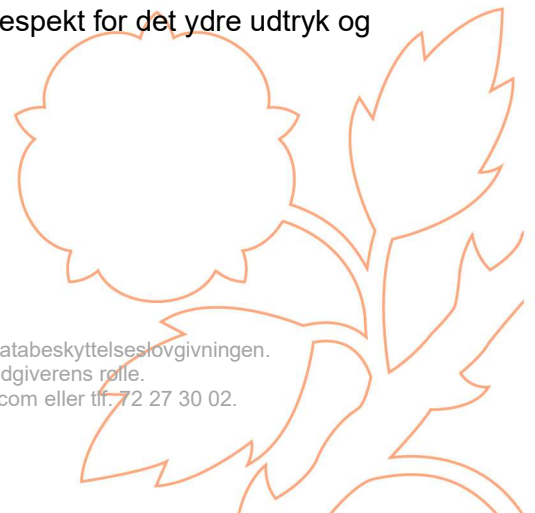 espekt for det ydre udtryk og
atabeskyttelseslovgivningen.
dgiverens rolle.
com eller tlf. 72 27 30 02.